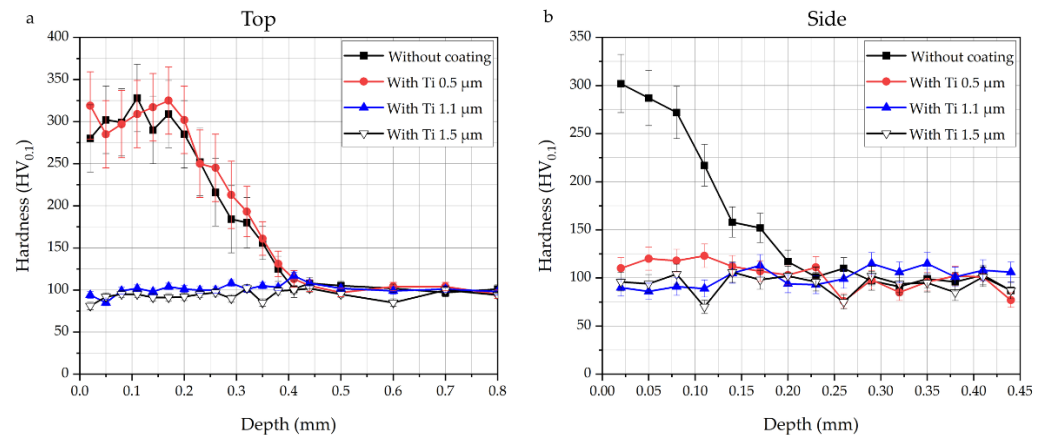 a
Top
400
350
300
250
200
150
100
50
0
Hardness (HV0.1)
0.0
0.1
0.2
0.3
0.4
0.5
0.6
0.7
0.8
Depth (mm)
Without coating
With Ti 0.5 µm
With Ti 1.1 µm
With Ti 1.5 µm
b
Side
350
300
250
200
150
100
50
0
Hardness (HV0.1)
0.00
0.05
0.10
0.15
0.20
0.25
0.30
0.35
0.40
0.45
Depth (mm)
Without coating
With Ti 0.5 µm
With Ti 1.1 µm
With Ti 1.5 µm